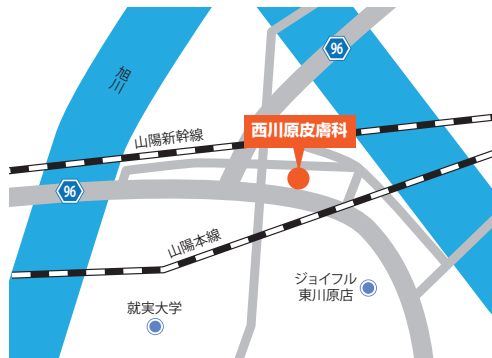 96
旭川
西川原皮膚科
山陽新幹線
96
山陽本線
ジョイフル
東川原店
就実大学